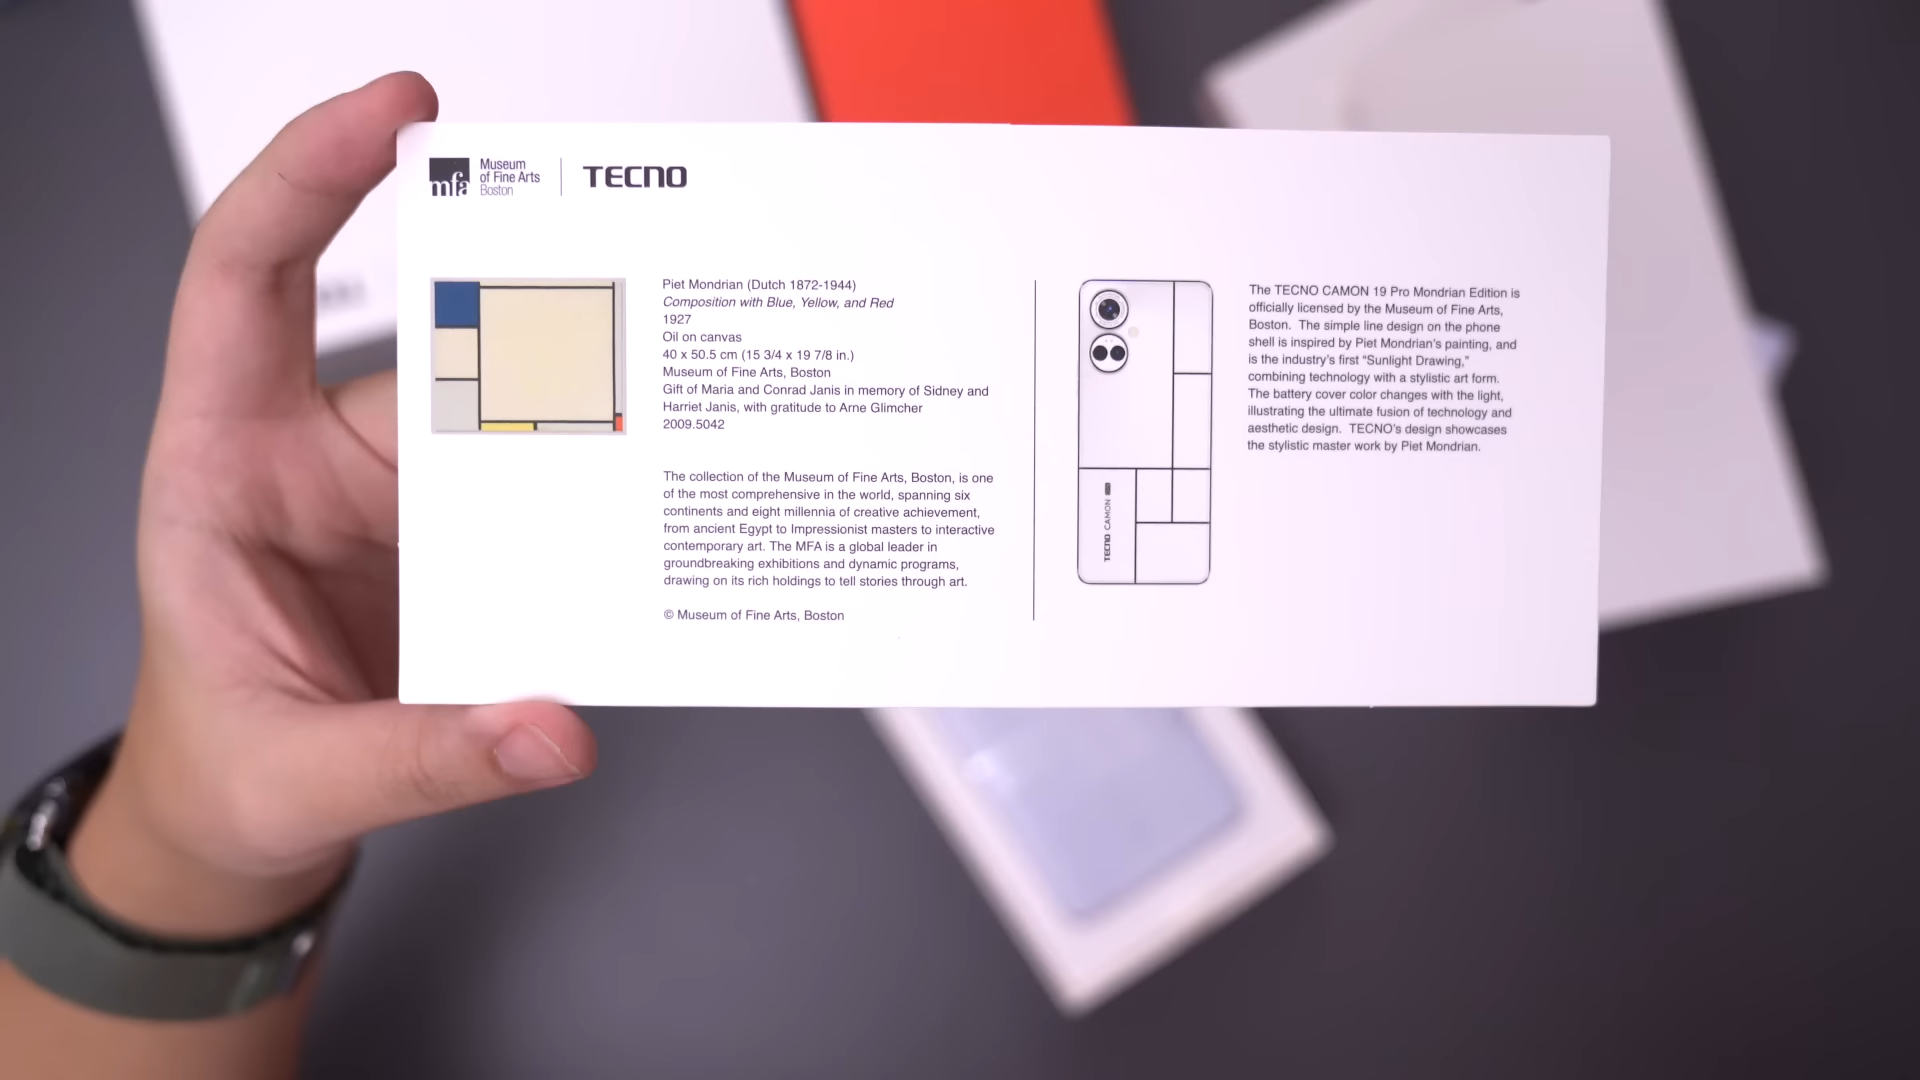 mfa
Museum
of Fine Arts
Boston
TECNO
Piet Mondrian (Dutch 1872-1944)
Composition with Blue, Yellow, and Red
1927
Oil on canvas
40 x 50.5 cm (15 3/4 x 19 7/8 in.)
Museum of Fine Arts, Boston
Gift of Maria and Conrad Janis in memory of Sidney and
Harriet Janis, with gratitude to Arne Glimcher
2009.5042
The collection of the Museum of Fine Arts, Boston, is one
of the most comprehensive in the world, spanning six
continents and eight millennia of creative achievement,
from ancient Egypt to Impressionist masters to interactive
contemporary art. The MFA is a global leader in
groundbreaking exhibitions and dynamic programs,
drawing on its rich holdings to tell stories through art.
© Museum of Fine Arts, Boston
TECNO CAMON
The TECNO CAMON 19 Pro Mondrian Edition is
officially licensed by the Museum of Fine Arts,
Boston. The simple line design on the phone
shell is inspired by Piet Mondrian's painting, and
is the industry's first “Sunlight Drawing,”
combining technology with a stylistic art form.
The battery cover color changes with the light,
illustrating the ultimate fusion of technology and
aesthetic design. TECNO's design showcases
the stylistic master work by Piet Mondrian.